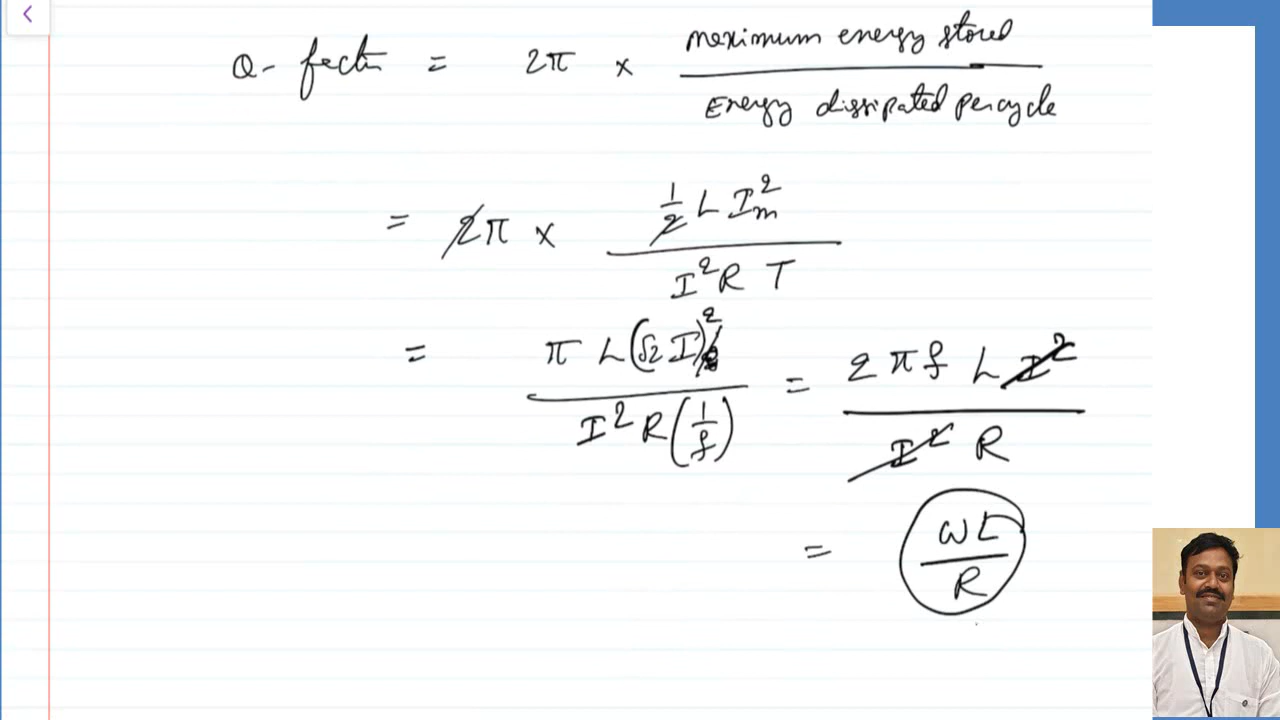 Q- factor = 2π × maximum energy stored / Energy dissipated per cycle
= 2π × ½ L I_m² / I² R T
= π L (√2 I)² / I² R (1/f) = 2πf L I² / I² R
= ωL / R